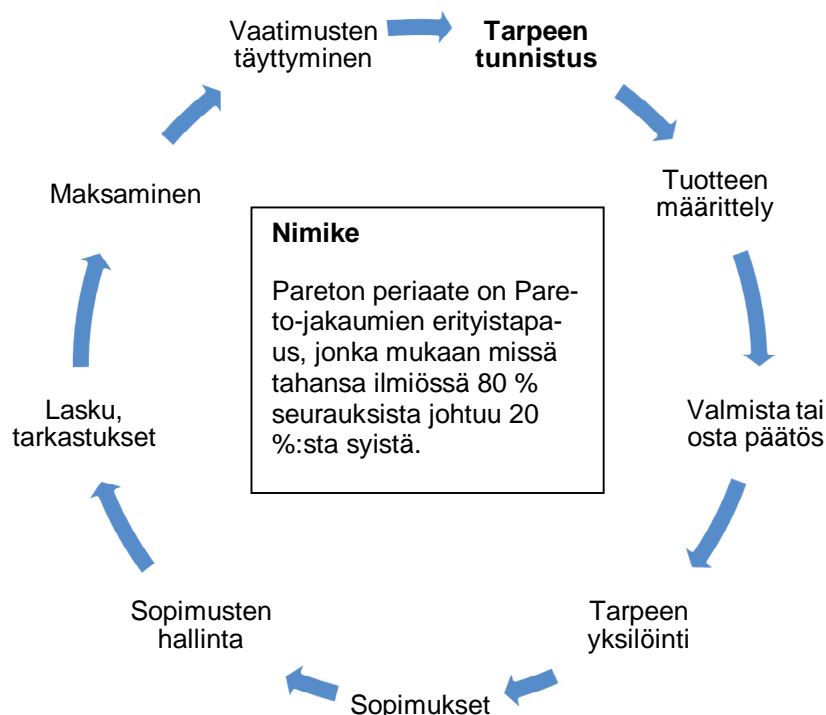 Vaatimusten
täyttyminen
Tarpeen
tunnistus
Tuotteen
määrittely
Valmista tai
osta päätös
Tarpeen
yksilöinti
Sopimukset
Sopimusten
hallinta
Lasku,
tarkastukset
Maksaminen
Nimike
Pareton periaate on Pare-
to-jakaumien erityistapa-
us, jonka mukaan missä
tahansa ilmiössä 80 %
seurauksista johtuu 20
%:sta syistä.